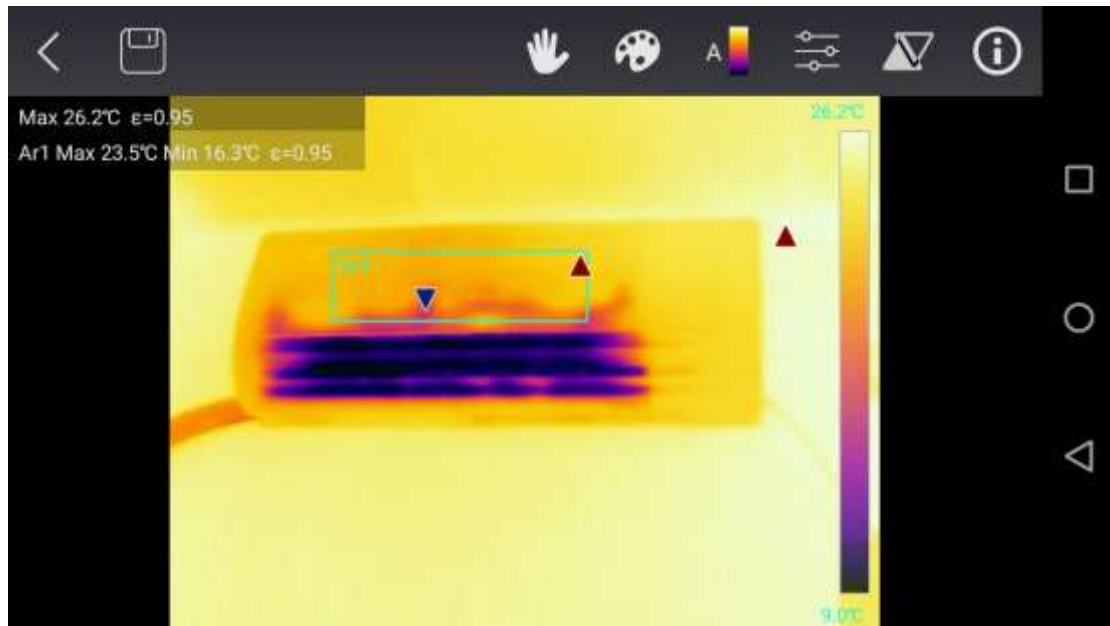 A
Max 26.2℃ ε=0.95
Ar1 Max 23.5℃ Min 16.3℃ ε=0.95
26.2℃
Ar1
9.0℃